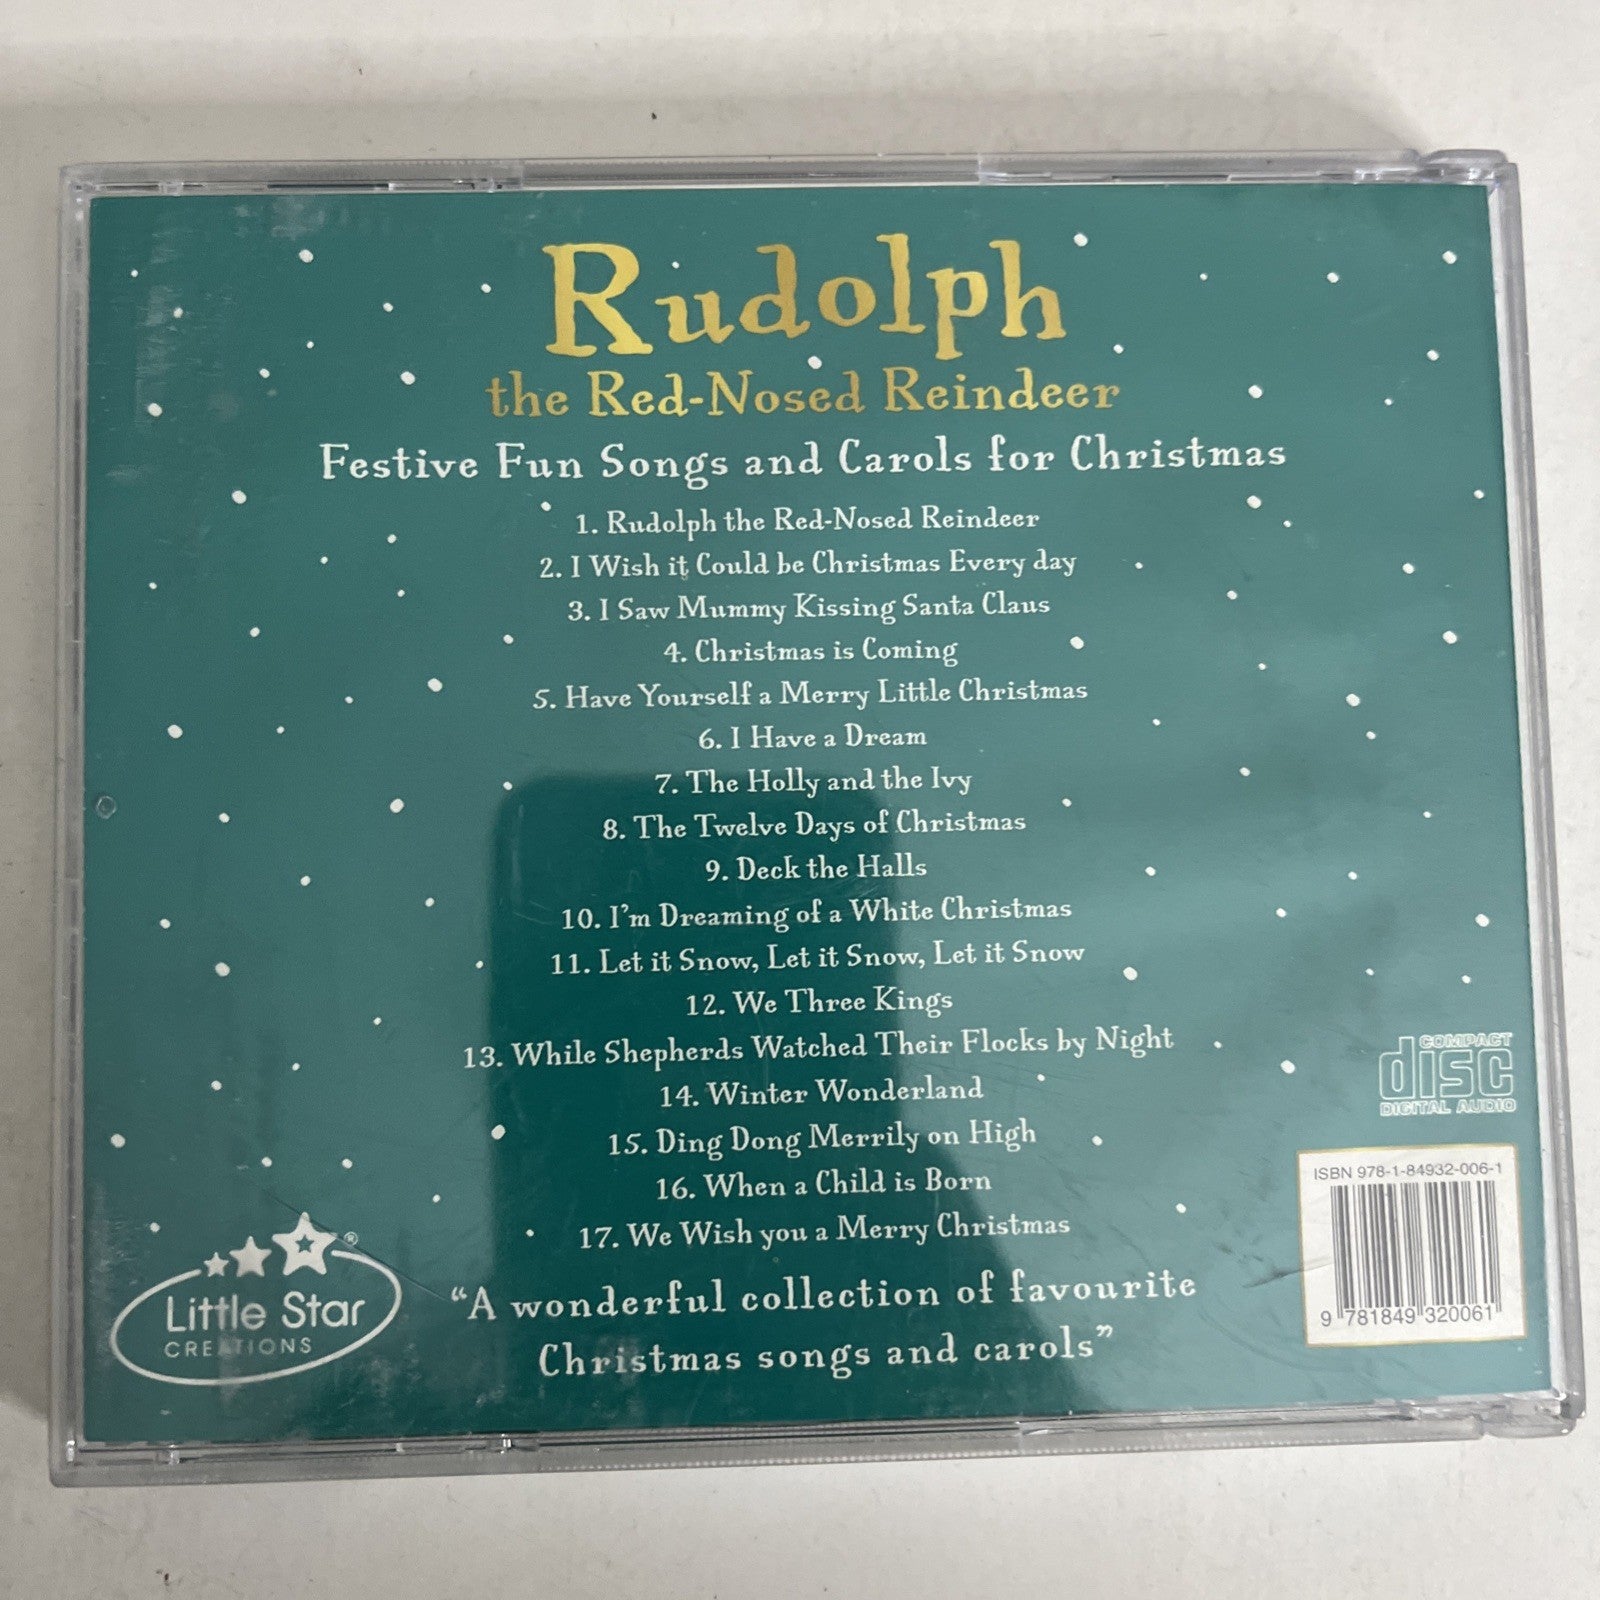 Rudolph
the Red-Nosed Reindeer
Festive Fun Songs and Carols for Christmas
1. Rudolph the Red-Nosed Reindeer
2. I Wish it Could be Christmas Every day
3. I Saw Mummy Kissing Santa Claus
4. Christmas is Coming
5. Have Yourself a Merry Little Christmas
6. I Have a Dream
7. The Holly and the Ivy
8. The Twelve Days of Christmas
9. Deck the Halls
10. I'm Dreaming of a White Christmas
11. Let it Snow, Let it Snow, Let it Snow
12. We Three Kings
13. While Shepherds Watched Their Flocks by Night
14. Winter Wonderland
15. Ding Dong Merrily on High
16. When a Child is Born
17. We Wish you a Merry Christmas
"A wonderful collection of favourite
Christmas songs and carols"
®
Little Star
CREATIONS
COMPACT
disc
DIGITAL AUDIO
ISBN 978-1-84932-006-1
9 781849 320061